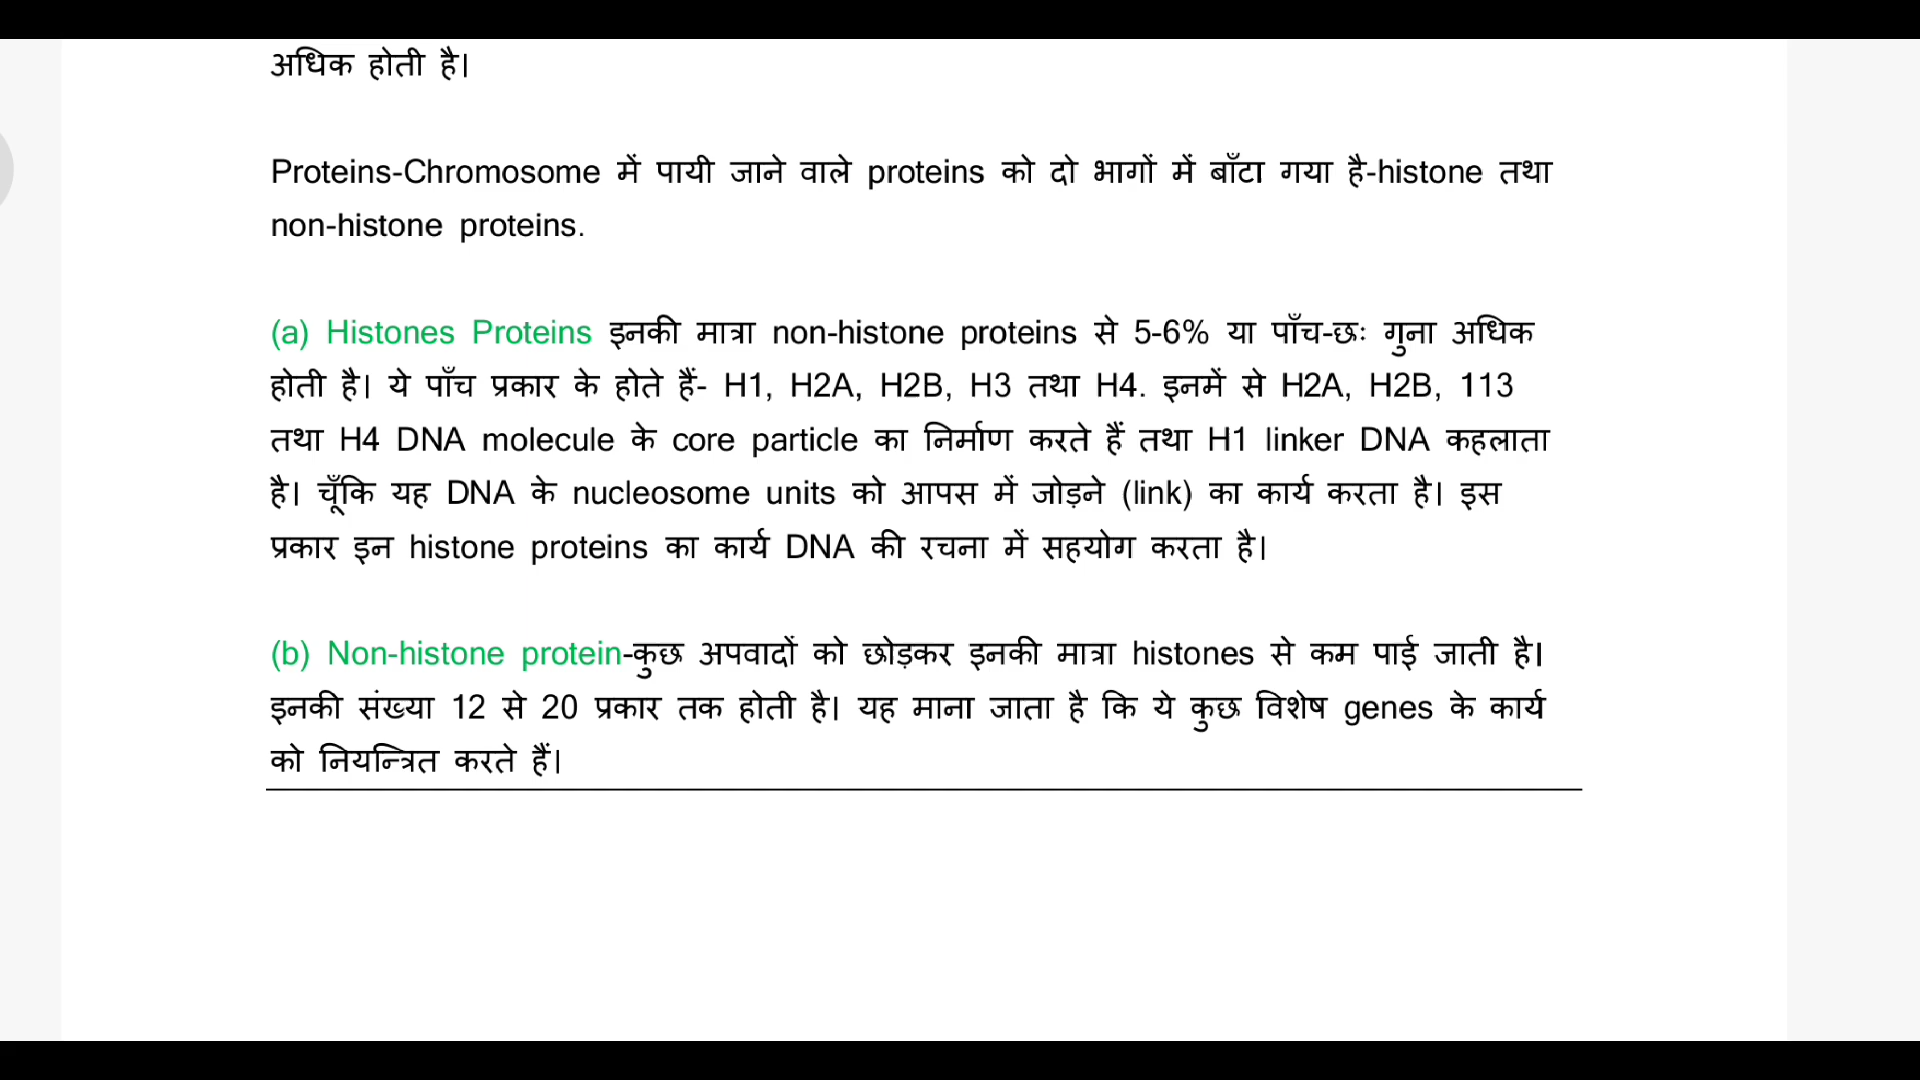 अधिक होती है।
Proteins-Chromosome में पायी जाने वाले proteins को दो भागों में बाँटा गया है-histone तथा
non-histone proteins.
(a) Histones Proteins इनकी मात्रा non-histone proteins से 5-6% या पाँच-छः गुना अधिक
होती है। ये पाँच प्रकार के होते हैं- H1, H2A, H2B, H3 तथा H4. इनमें से H2A, H2B, 113
तथा H4 DNA molecule के core particle का निर्माण करते हैं तथा H1 linker DNA कहलाता
है। चूँकि यह DNA के nucleosome units को आपस में जोड़ने (link) का कार्य करता है। इस
प्रकार इन histone proteins का कार्य DNA की रचना में सहयोग करता है।
(b) Non-histone protein-कुछ अपवादों को छोड़कर इनकी मात्रा histones से कम पाई जाती है।
इनकी संख्या 12 से 20 प्रकार तक होती है। यह माना जाता है कि ये कुछ विशेष genes के कार्य
को नियन्त्रित करते हैं।